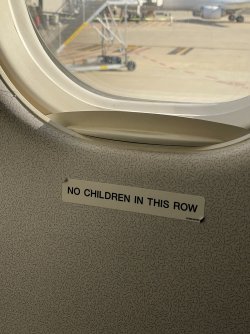 NO CHILDREN IN THIS ROW